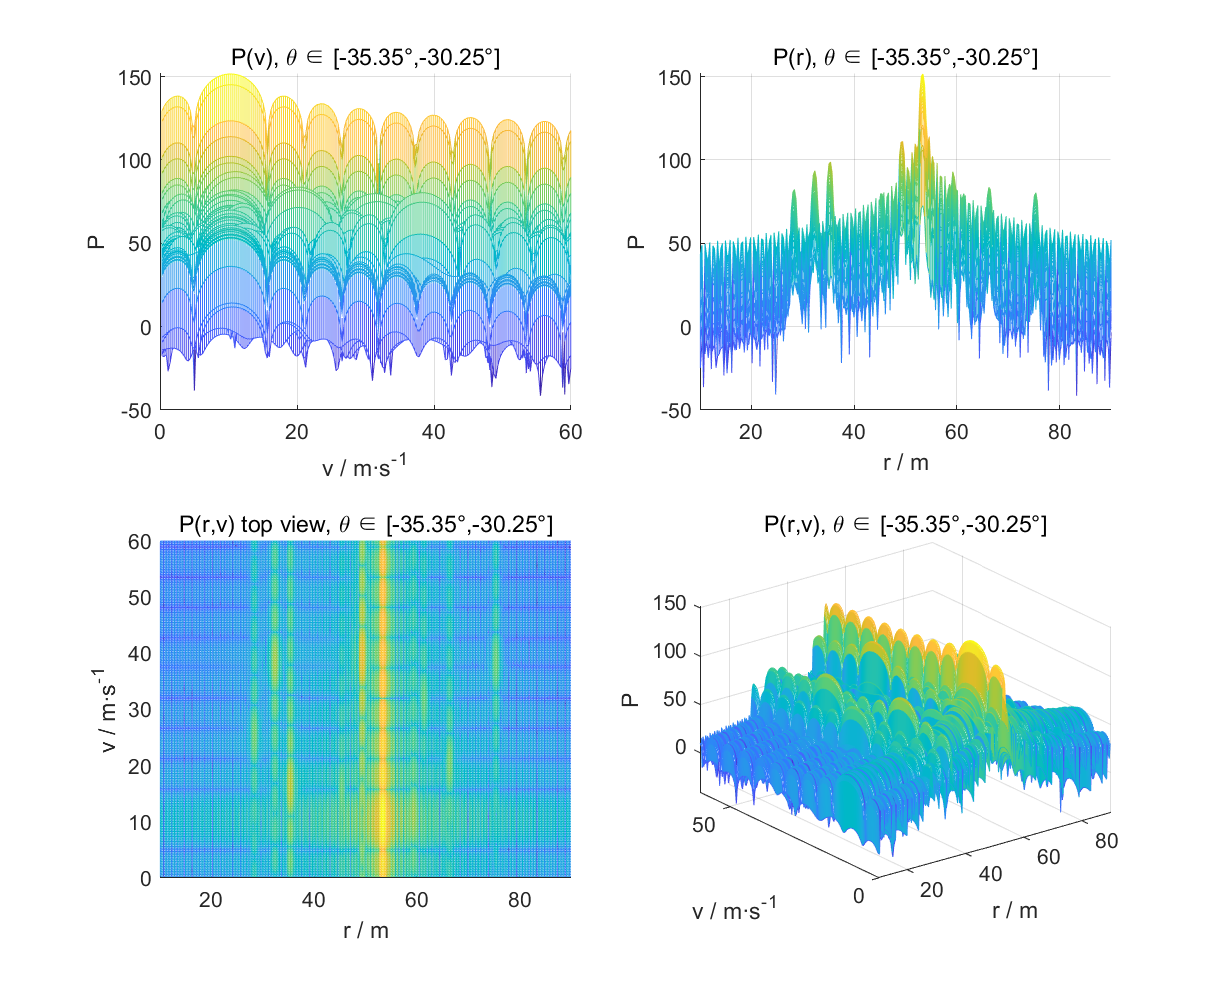 P(v), θ ∈ [-35.35°,-30.25°]
150
100
50
0
-50
P
0 20 40 60
v / m·s⁻¹
P(r), θ ∈ [-35.35°,-30.25°]
150
100
50
0
-50
P
20 40 60 80
r / m
P(r,v) top view, θ ∈ [-35.35°,-30.25°]
60
50
40
30
20
10
0
v / m·s⁻¹
20 40 60 80
r / m
P(r,v), θ ∈ [-35.35°,-30.25°]
150
100
50
0
P
50
0
v / m·s⁻¹
20 40 60 80
r / m